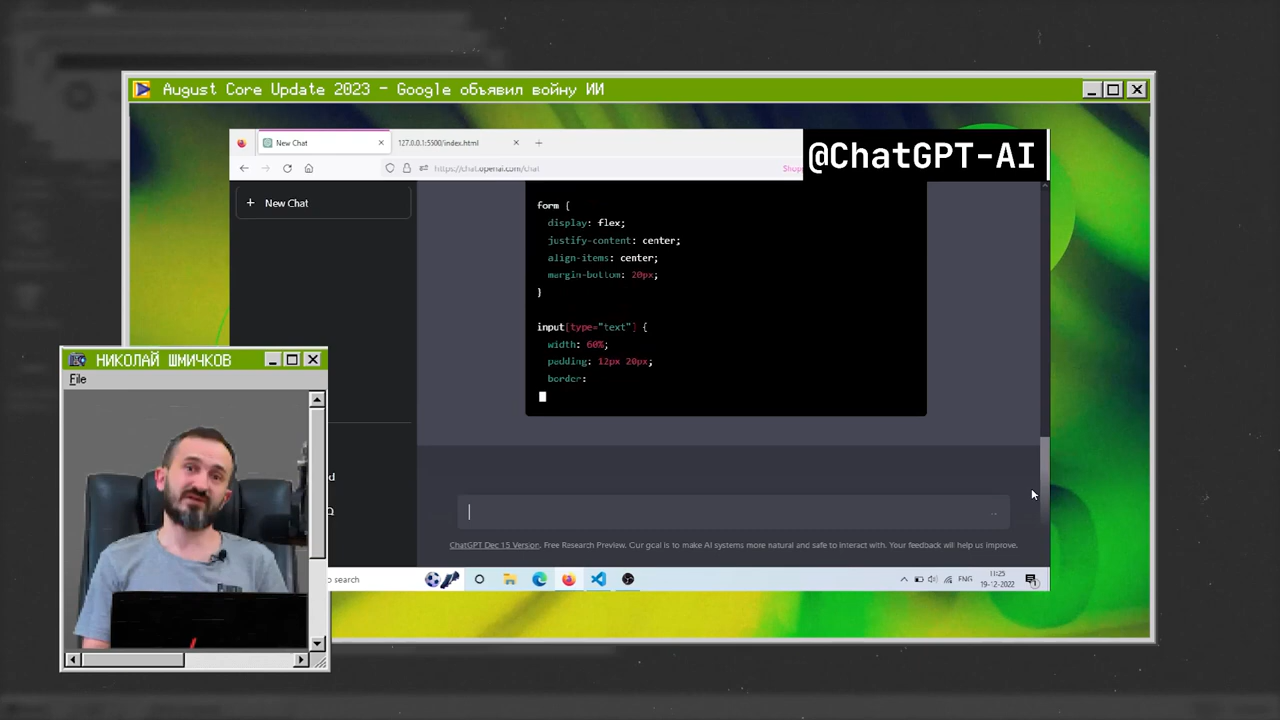 August Core Update 2023 - Google объявил войну ИИ
New Chat
127.0.0.1:5500/index.html
@ChatGPT-AI
https://chat.openai.com/chat
+ New Chat
form {
display: flex;
justify-content: center;
align-items: center;
margin-bottom: 20px;
}
input[type="text"] {
width: 60%;
padding: 12px 20px;
border:
НИКОЛАЙ ШМИЧКОВ
File
ChatGPT Dec 15 Version. Free Research Preview. Our goal is to make AI systems more natural and safe to interact with. Your feedback will help us improve.
o search
ENG
11:25
19-12-2022